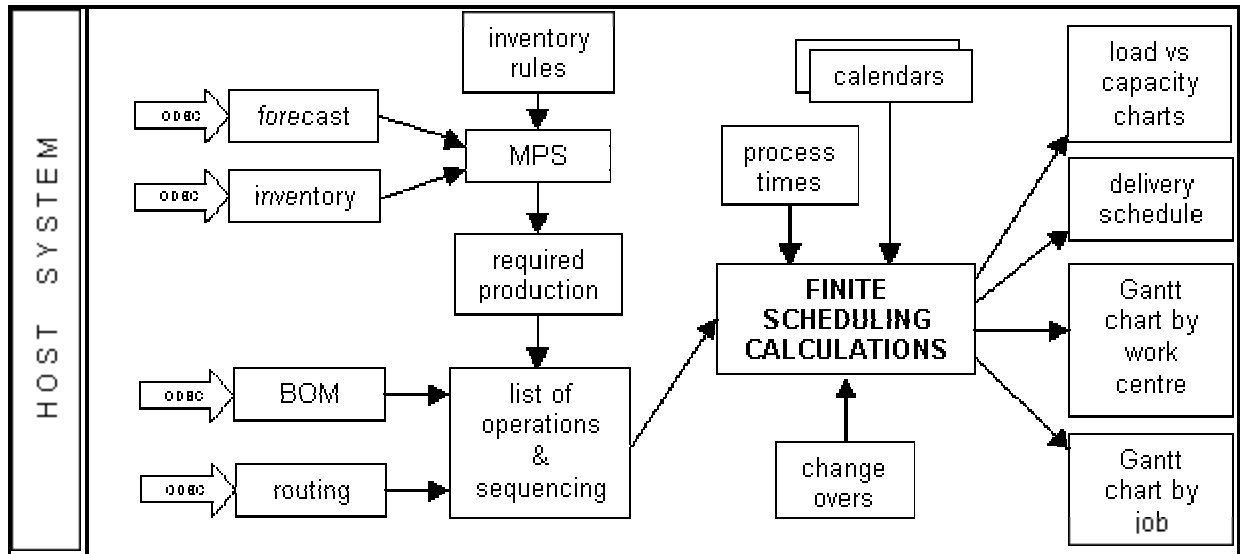 HOST SYSTEM
inventory
rules
ODBC
forecast
MPS
ODBC
inventory
required
production
ODBC
BOM
list of
operations
&
sequencing
ODBC
routing
calendars
process
times
FINITE
SCHEDULING
CALCULATIONS
change
overs
load vs
capacity
charts
delivery
schedule
Gantt
chart by
work
centre
Gantt
chart by
job